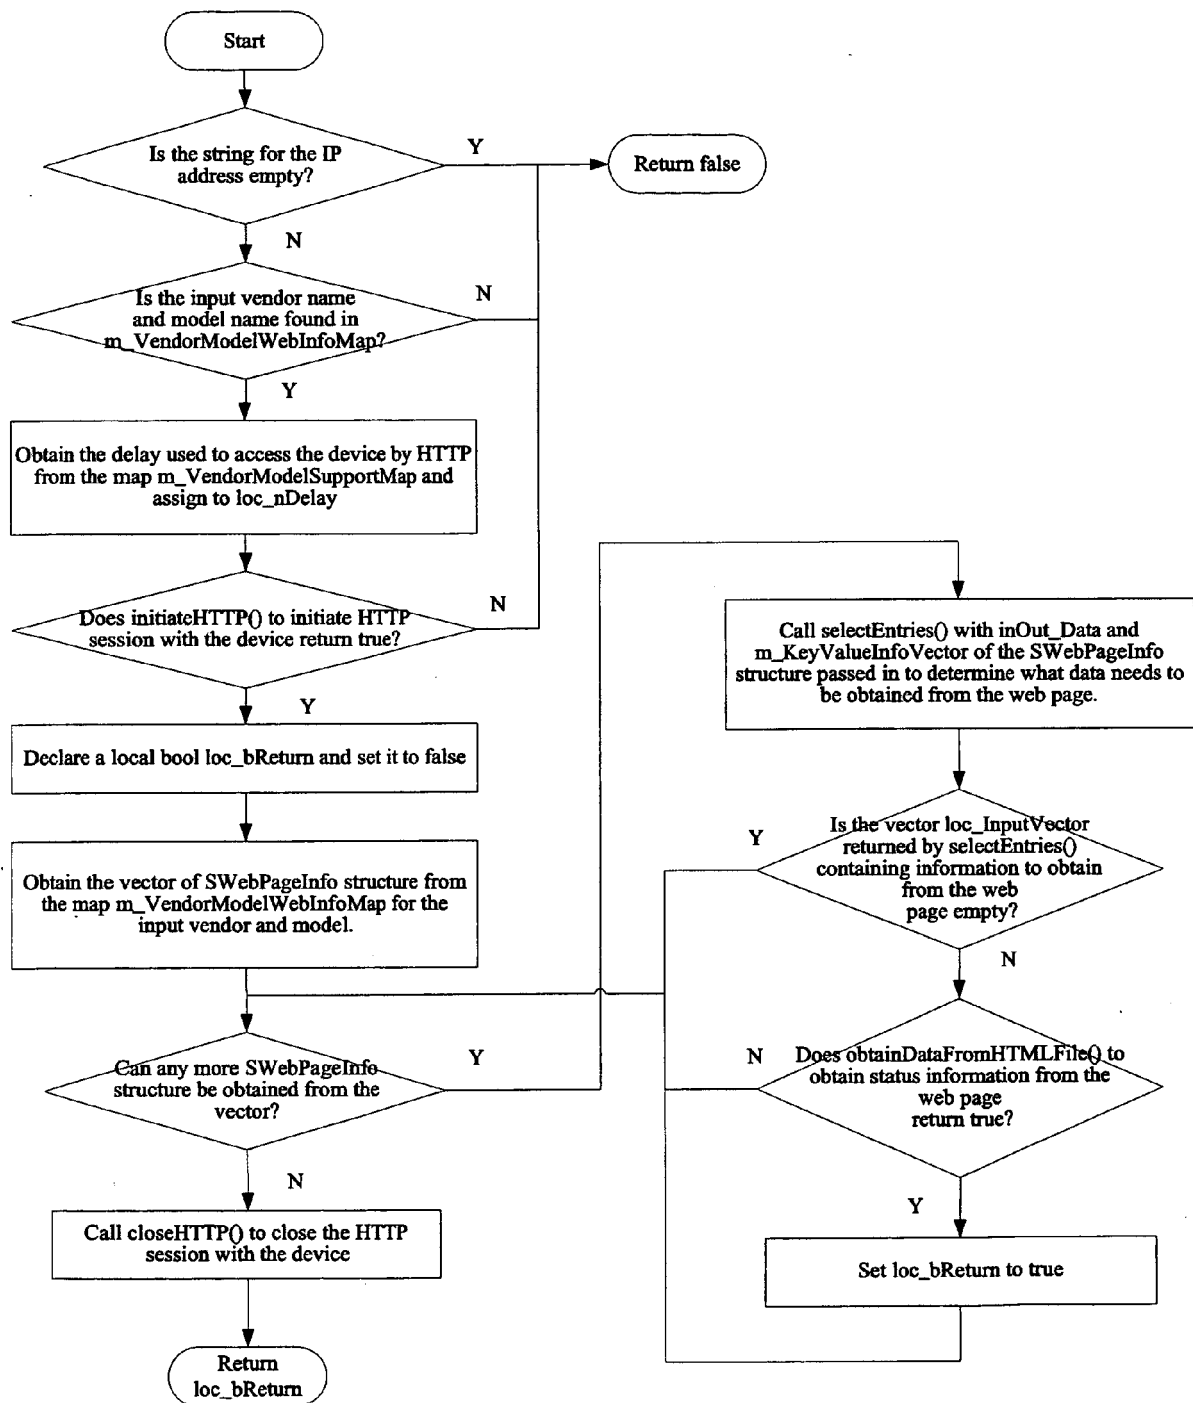 Start
Is the string for the IP
address empty?
Y
Return false
N
Is the input vendor name
and model name found in
m_VendorModelWebInfoMap?
N
Y
Obtain the delay used to access the device by HTTP
from the map m_VendorModelSupportMap and
assign to loc_nDelay
Does initiateHTTP() to initiate HTTP
session with the device return true?
N
Y
Declare a local bool loc_bReturn and set it to false
Obtain the vector of SWebPageInfo structure from
the map m_VendorModelWebInfoMap for the
input vendor and model.
Can any more SWebPageInfo
structure be obtained from the
vector?
Y
N
Call closeHTTP() to close the HTTP
session with the device
Return
loc_bReturn
Call selectEntries() with inOut_Data and
m_KeyValueInfoVector of the SWebPageInfo
structure passed in to determine what data needs to
be obtained from the web page.
Is the vector loc_InputVector
returned by selectEntries()
containing information to obtain
from the web
page empty?
Y
N
Does obtainDataFromHTMLFile() to
obtain status information from the
web page
return true?
N
Y
Set loc_bReturn to true